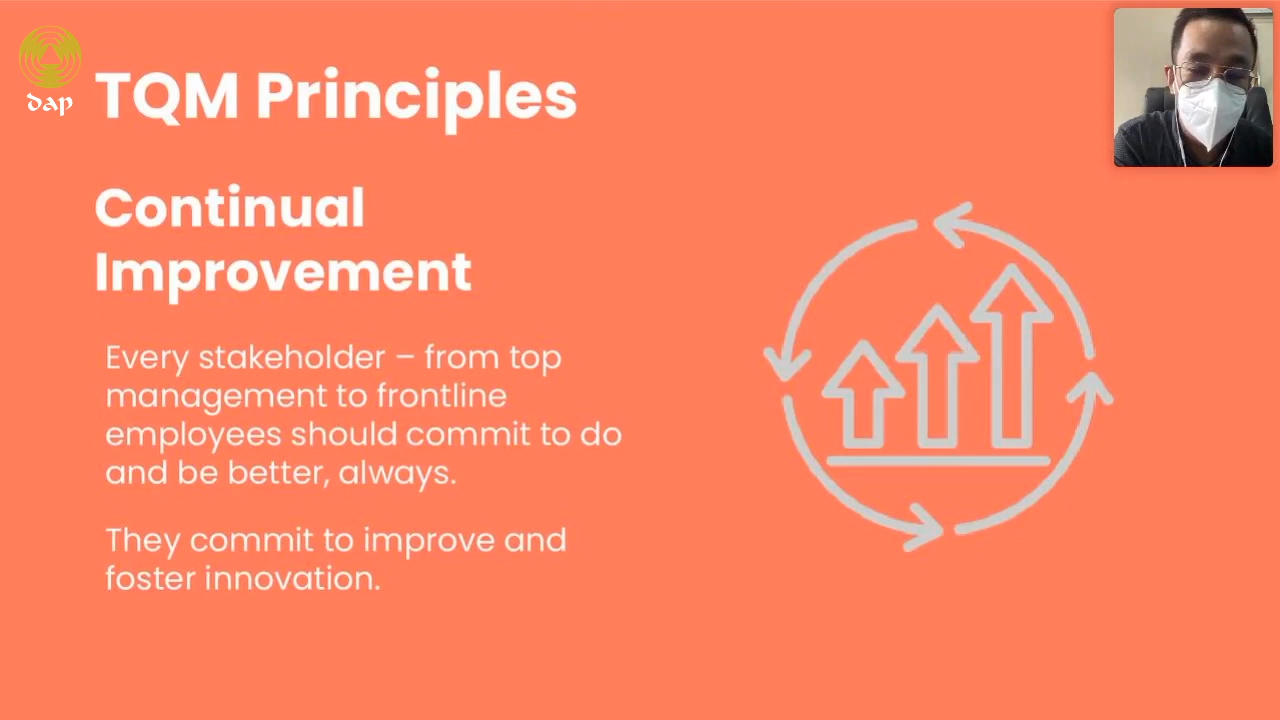 dap
TQM Principles
Continual
Improvement
Every stakeholder – from top
management to frontline
employees should commit to do
and be better, always.
They commit to improve and
foster innovation.